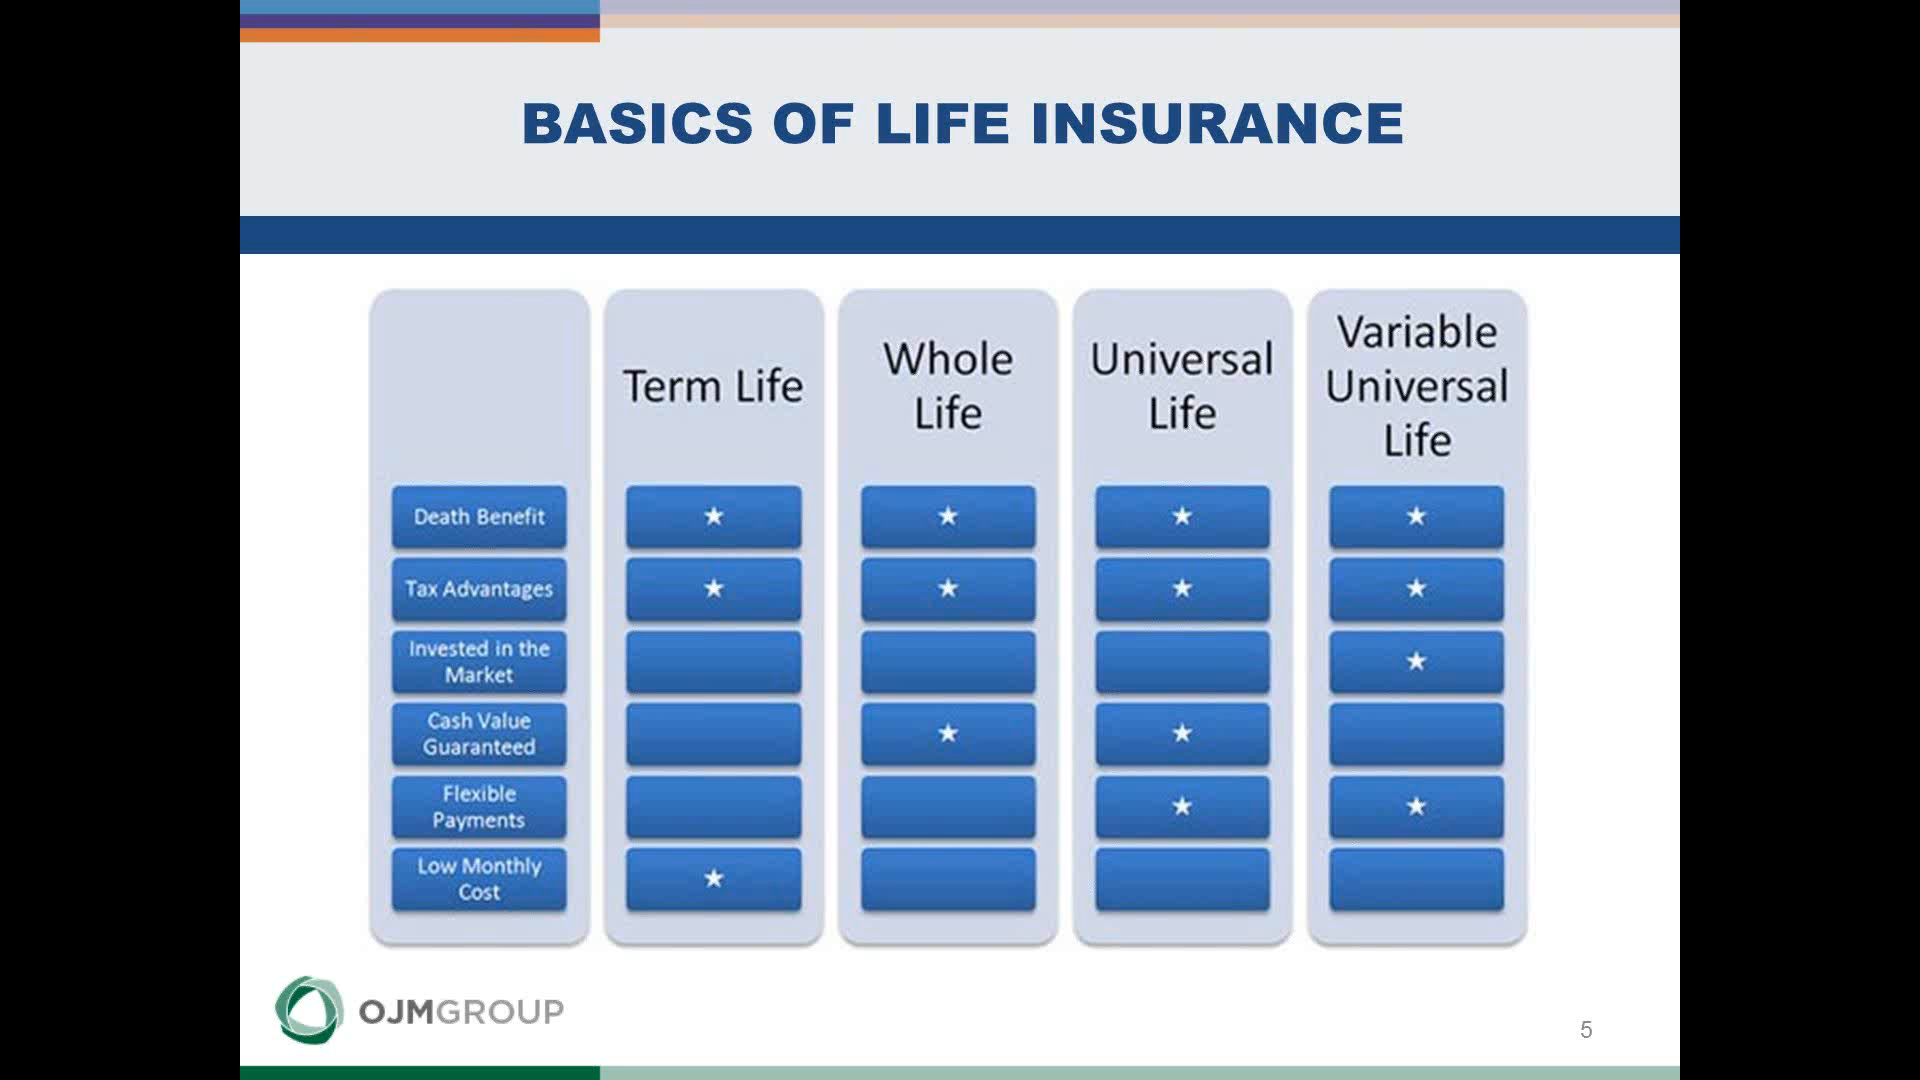 BASICS OF LIFE INSURANCE
Term Life
Whole
Life
Universal
Life
Variable
Universal
Life
Death Benefit ★ ★ ★ ★
Tax Advantages ★ ★ ★ ★
Invested in the
Market ★
Cash Value
Guaranteed ★ ★
Flexible
Payments ★ ★
Low Monthly
Cost ★
OJMGROUP
5